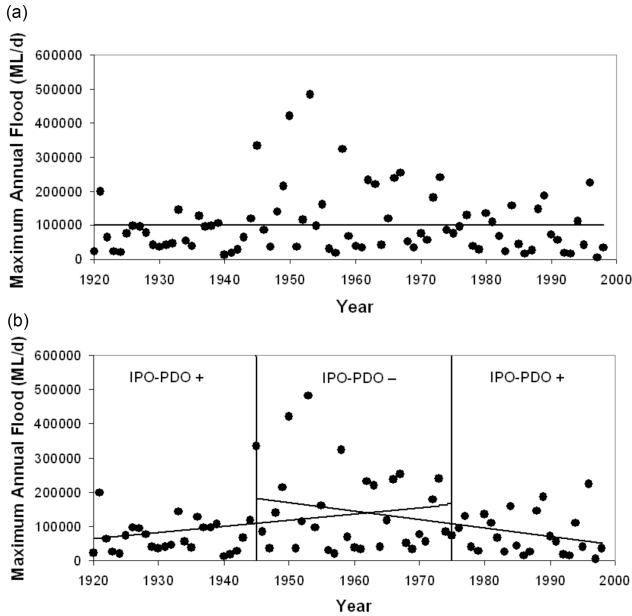 (a)
Maximum Annual Flood (ML/d)
600000
500000
400000
300000
200000
100000
0
1920 1930 1940 1950 1960 1970 1980 1990 2000
Year
(b)
Maximum Annual Flood (ML/d)
600000
500000
400000
300000
200000
100000
0
IPO-PDO + IPO-PDO – IPO-PDO +
1920 1930 1940 1950 1960 1970 1980 1990 2000
Year